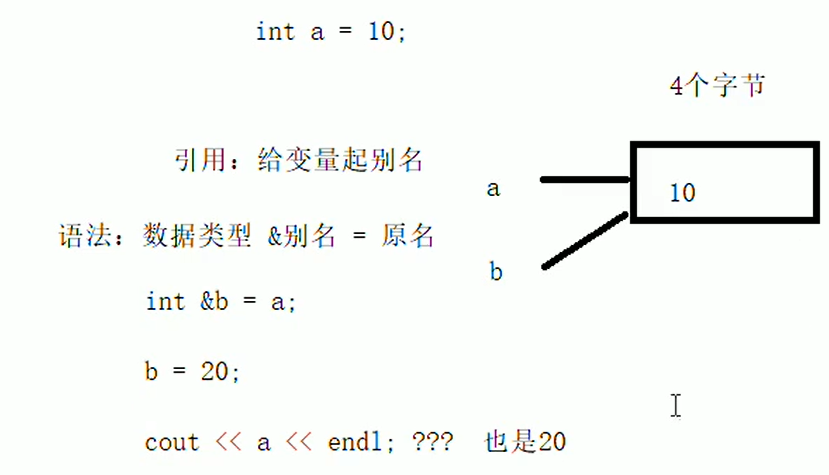 int a = 10;
4个字节
引用：给变量起别名
a
10
语法：数据类型 &别名 = 原名
b
int &b = a;
b = 20;
cout << a << endl; ??? 也是20